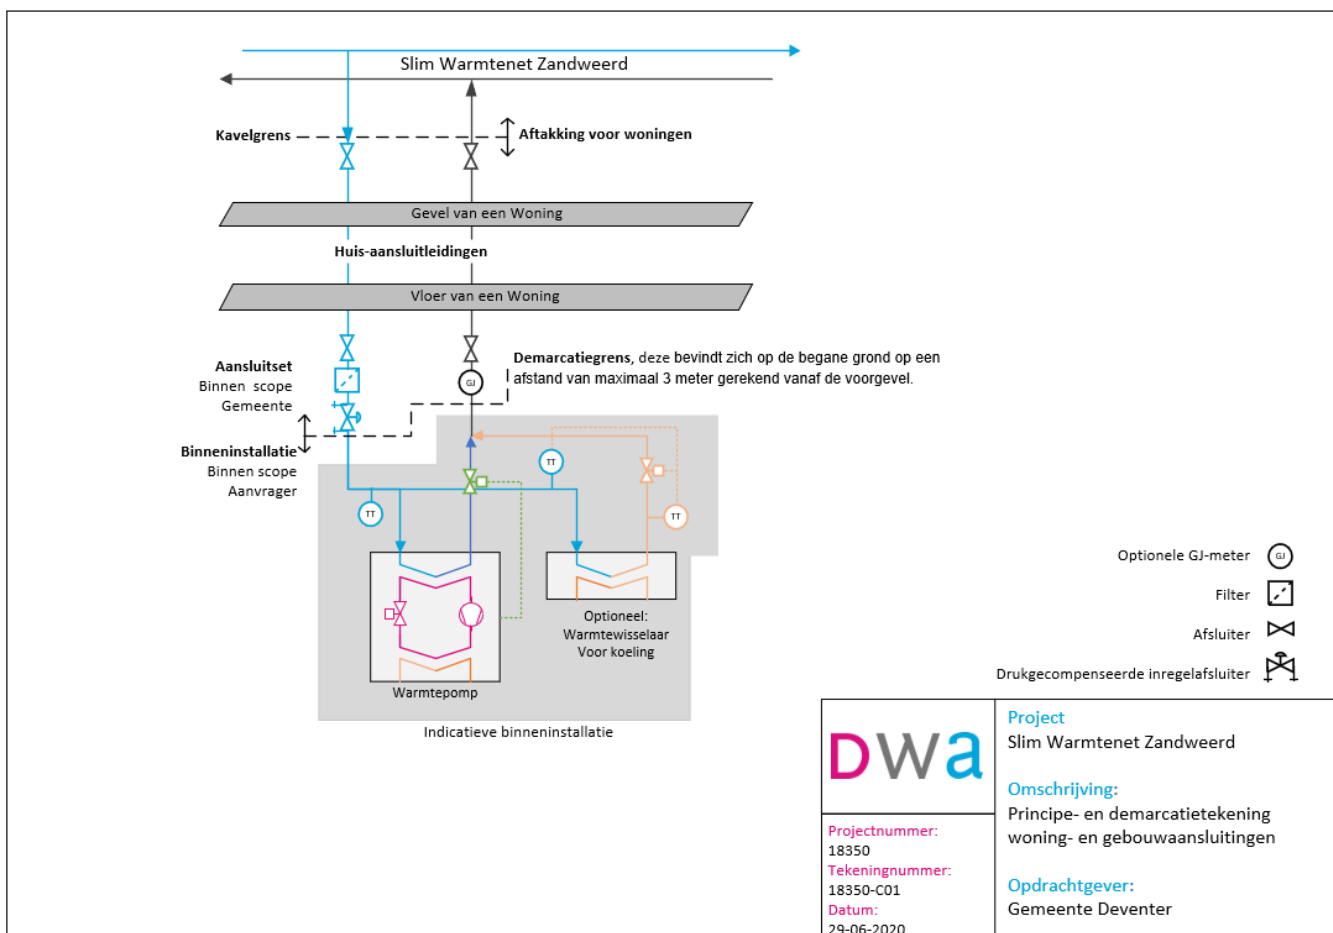 Slim Warmtenet Zandweerd
Kavelgrens
Aftakking voor woningen
Gevel van een Woning
Huis-aansluitleidingen
Vloer van een Woning
Aansluitset
Binnen scope
Gemeente
GJ
Demarcatiegrens, deze bevindt zich op de begane grond op een
afstand van maximaal 3 meter gerekend vanaf de voorgevel.
Binneninstallatie
Binnen scope
Aanvrager
TT
TT
TT
Warmtepomp
Optioneel:
Warmtewisselaar
Voor koeling
Indicatieve binneninstallatie
Optionele GJ-meter
GJ
Filter
Afsluiter
Drukgecompenseerde inregelafsluiter
DWa
Projectnummer:
18350
Tekeningnummer:
18350-C01
Datum:
29-06-2020
Project
Slim Warmtenet Zandweerd
Omschrijving:
Principe- en demarcatietekening
woning- en gebouwaansluitingen
Opdrachtgever:
Gemeente Deventer